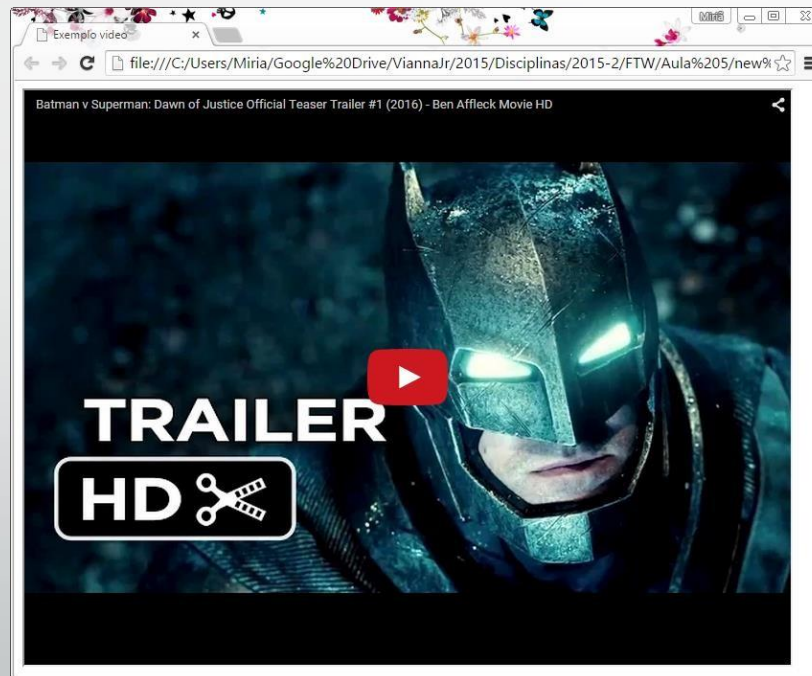 Miriã
Exemplo video
file:///C:/Users/Miria/Google%20Drive/ViannaJr/2015/Disciplinas/2015-2/FTW/Aula%205/new%
Batman v Superman: Dawn of Justice Official Teaser Trailer #1 (2016) - Ben Affleck Movie HD
TRAILER
HD